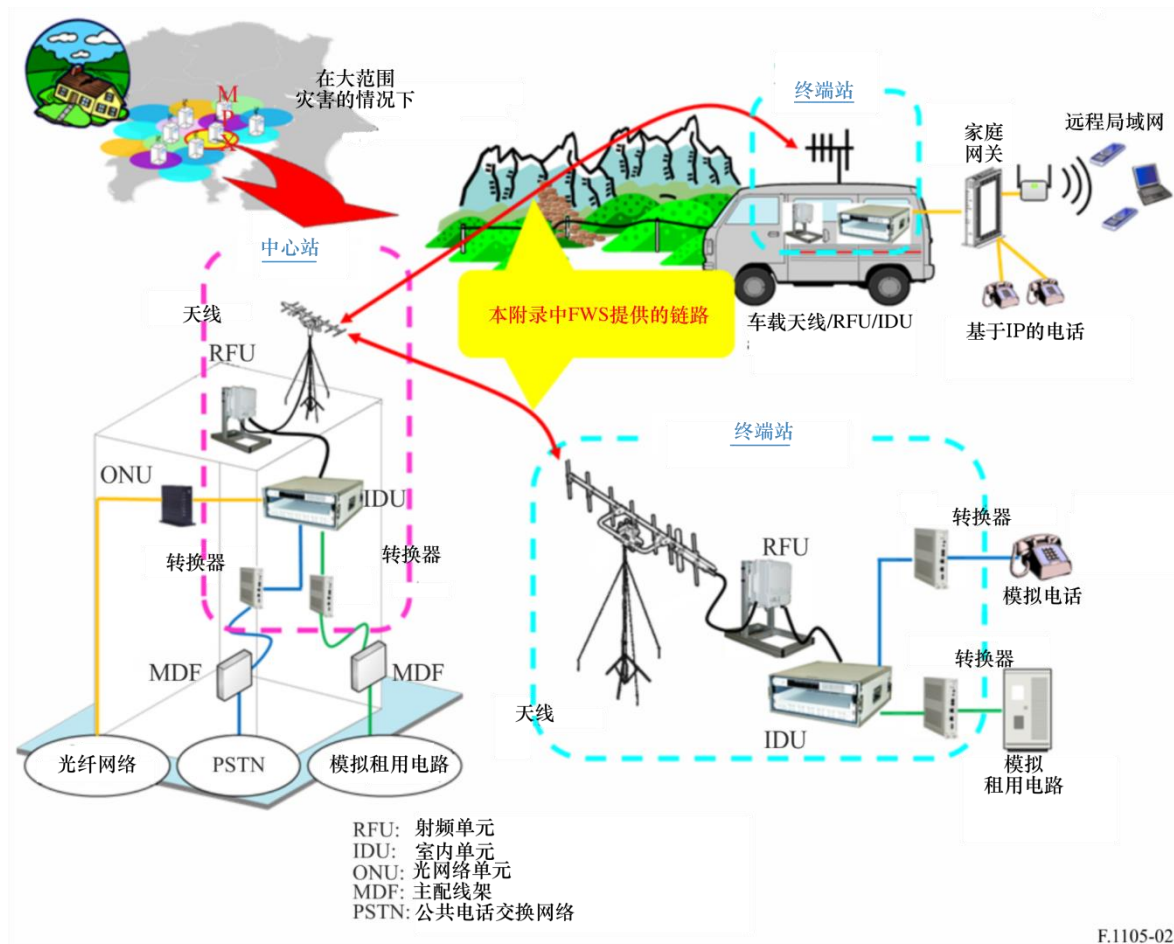 在大范围
灾害的情况下
MPX
终端站
家庭
网关
远程局域网
中心站
天线
RFU
本附录中FWS提供的链路
车载天线/RFU/IDU
基于IP的电话
ONU
IDU
转换器
转换器
MDF
MDF
光纤网络
PSTN
模拟租用电路
终端站
RFU
转换器
模拟电话
转换器
天线
IDU
模拟
租用电路
RFU: 射频单元
IDU: 室内单元
ONU: 光网络单元
MDF: 主配线架
PSTN: 公共电话交换网络
F.1105-02